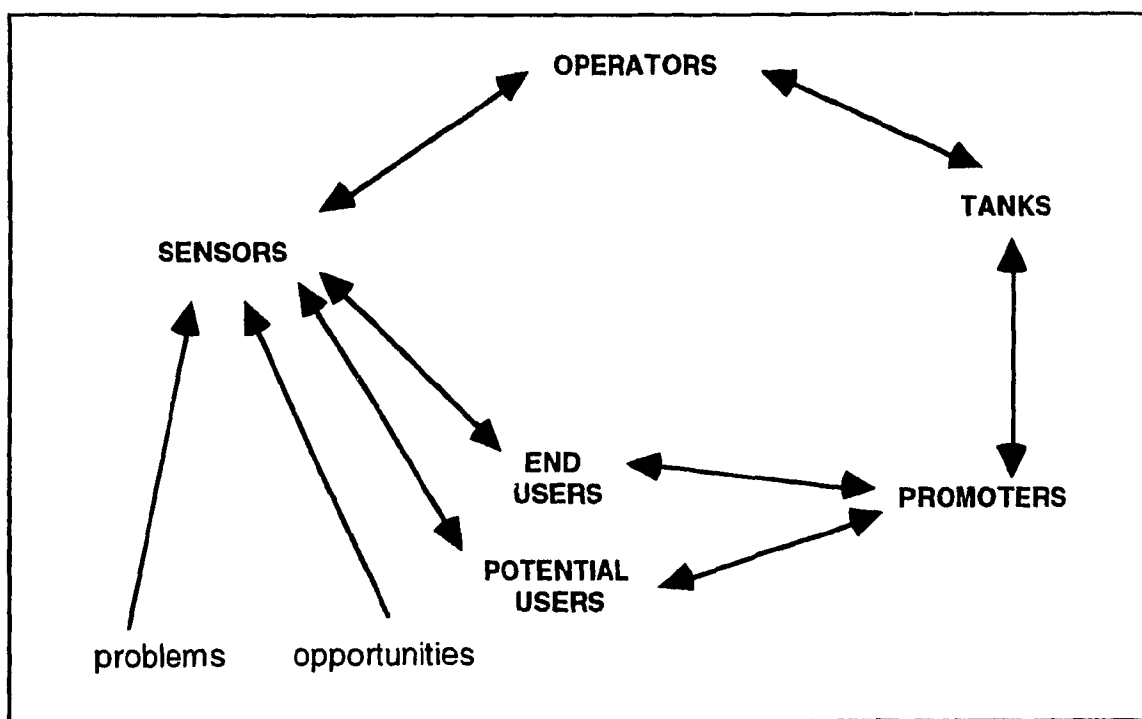 OPERATORS
TANKS
SENSORS
END
USERS
PROMOTERS
POTENTIAL
USERS
problems
opportunities